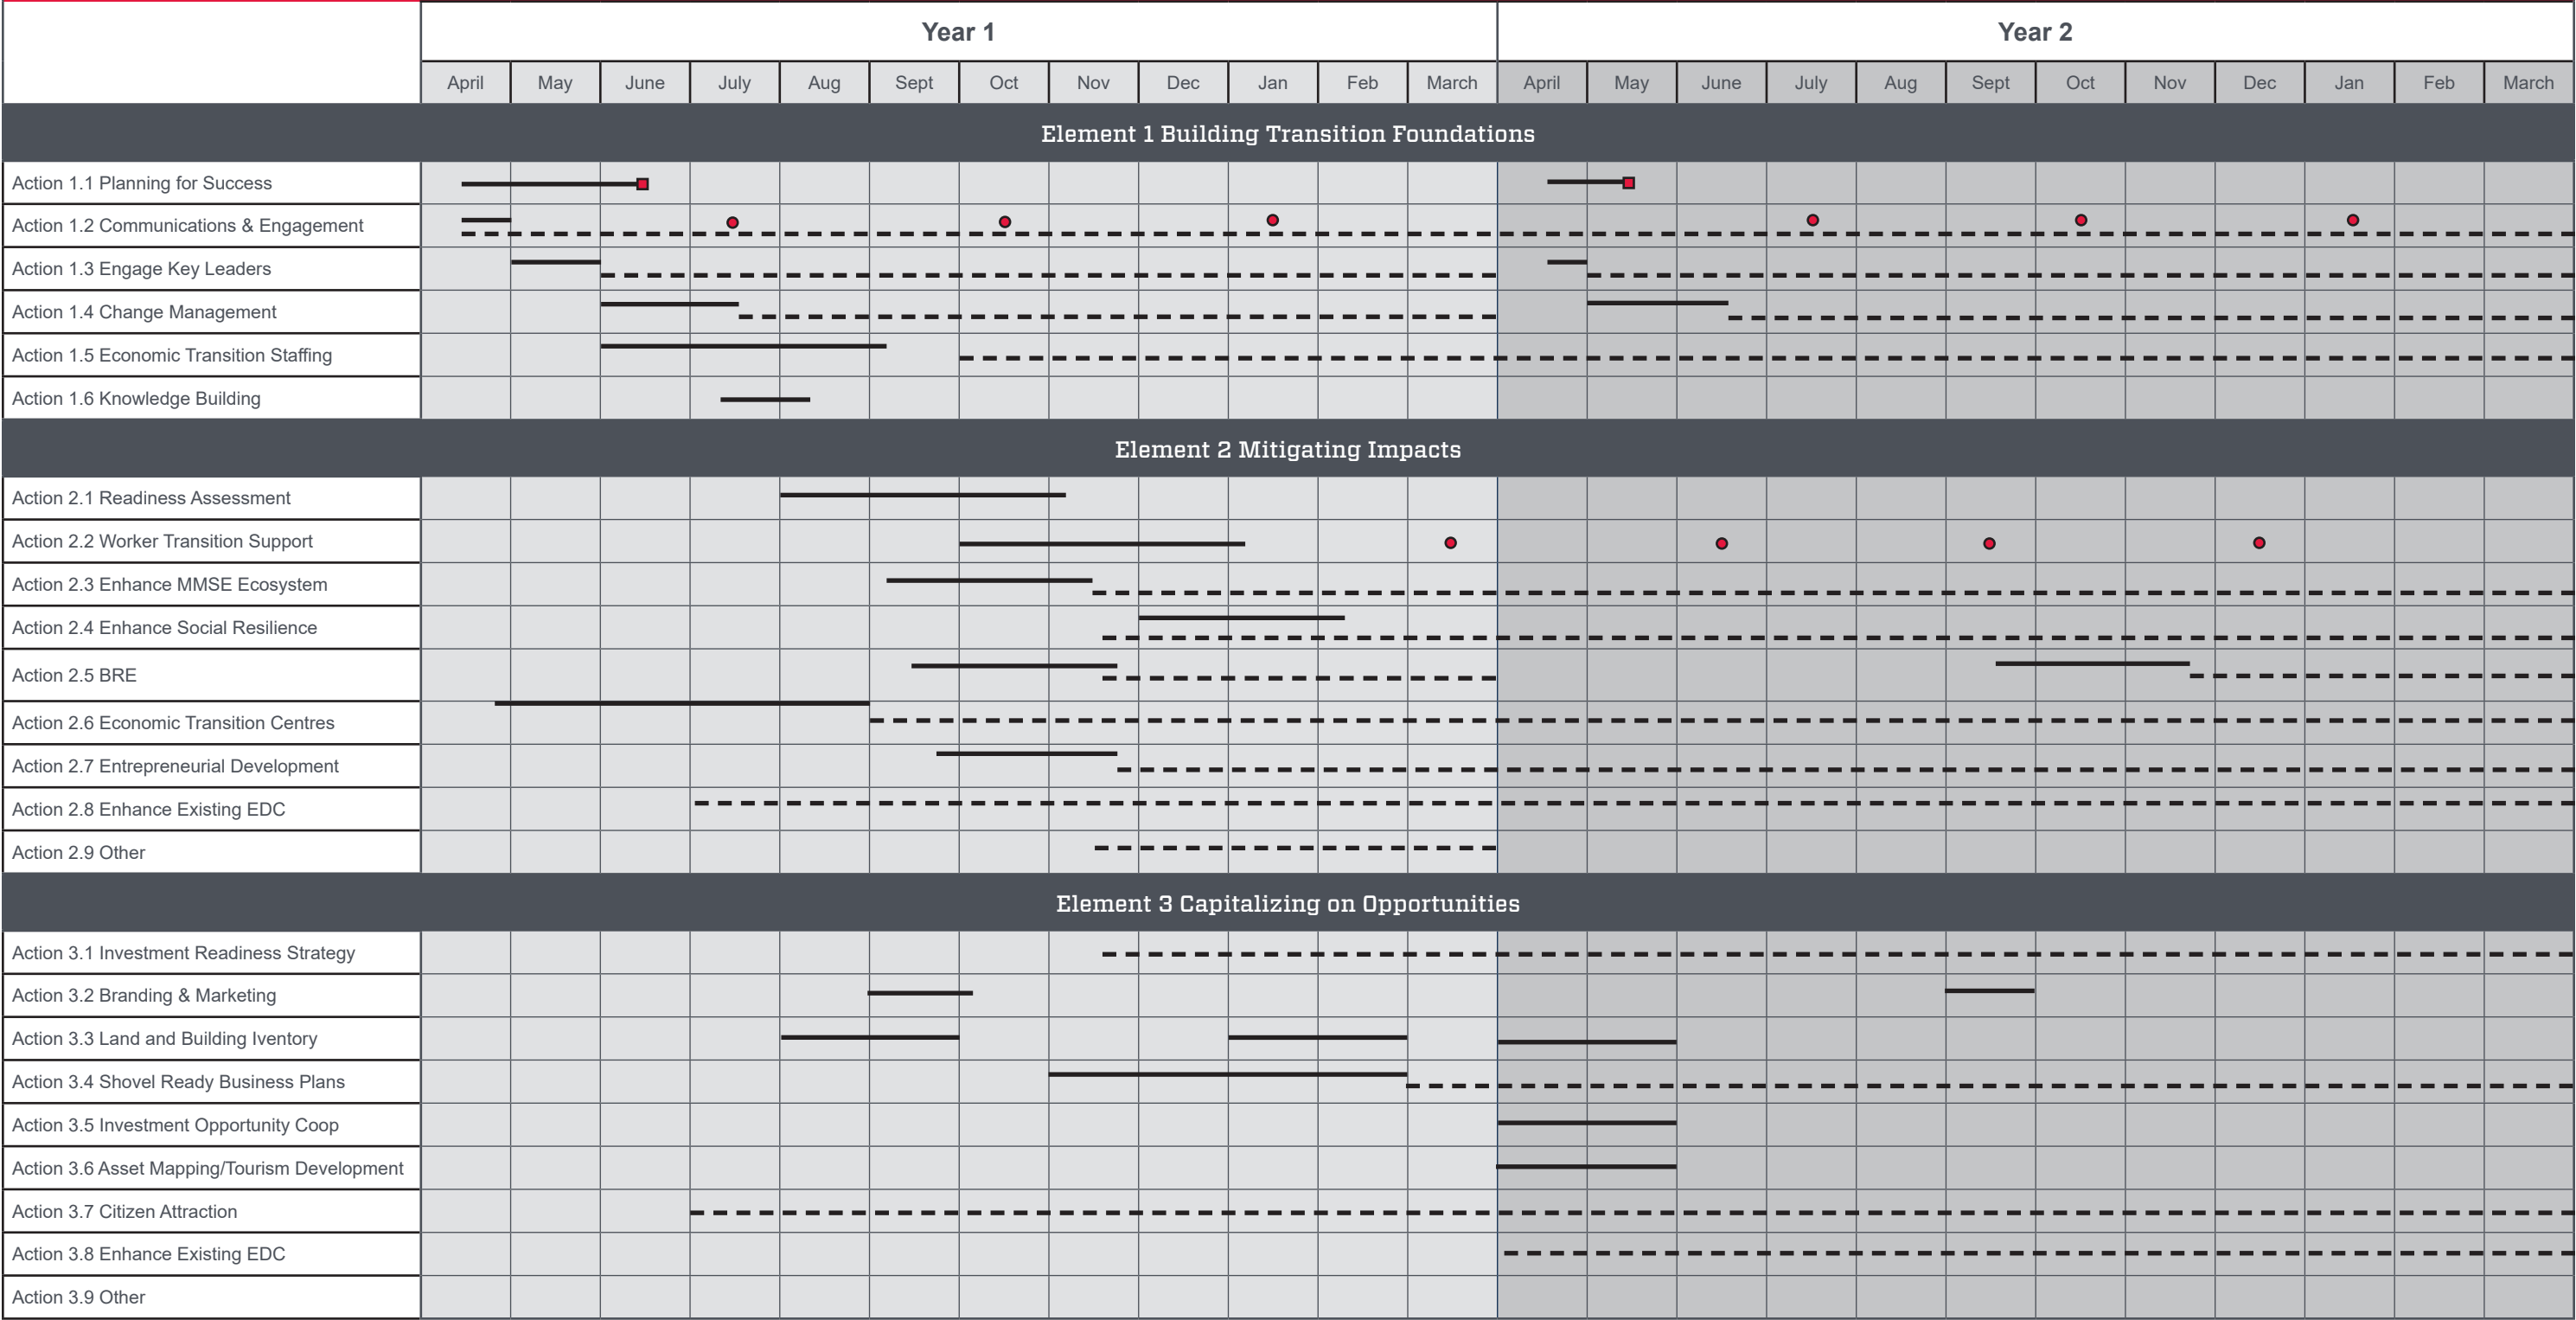 Year 1 Year 2
April May June July Aug Sept Oct Nov Dec Jan Feb March April May June July Aug Sept Oct Nov Dec Jan Feb March
Element 1 Building Transition Foundations
Action 1.1 Planning for Success
Action 1.2 Communications & Engagement
Action 1.3 Engage Key Leaders
Action 1.4 Change Management
Action 1.5 Economic Transition Staffing
Action 1.6 Knowledge Building
Element 2 Mitigating Impacts
Action 2.1 Readiness Assessment
Action 2.2 Worker Transition Support
Action 2.3 Enhance MMSE Ecosystem
Action 2.4 Enhance Social Resilience
Action 2.5 BRE
Action 2.6 Economic Transition Centres
Action 2.7 Entrepreneurial Development
Action 2.8 Enhance Existing EDC
Action 2.9 Other
Element 3 Capitalizing on Opportunities
Action 3.1 Investment Readiness Strategy
Action 3.2 Branding & Marketing
Action 3.3 Land and Building Iventory
Action 3.4 Shovel Ready Business Plans
Action 3.5 Investment Opportunity Coop
Action 3.6 Asset Mapping/Tourism Development
Action 3.7 Citizen Attraction
Action 3.8 Enhance Existing EDC
Action 3.9 Other